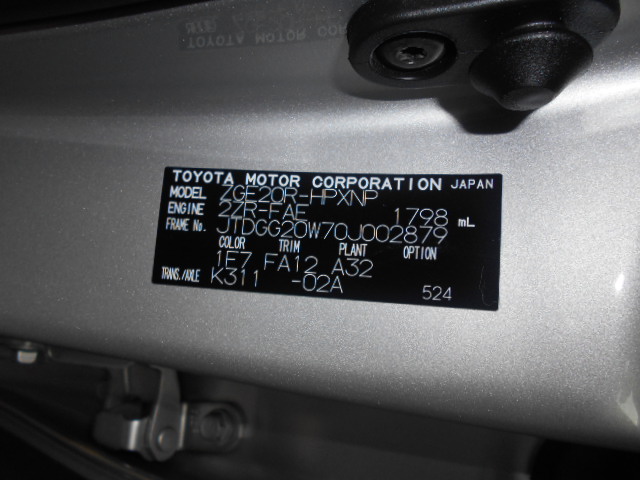 TOYOTA MOTOR CORPORATION JAPAN
MODEL ZGE20R-HPXNP
ENGINE 2ZR-FAE 1798 mL
FRAME No. JTDGG20W70J002879
COLOR TRIM PLANT OPTION
1F7 FA12 A32
TRANS./AXLE K311 -02A
524